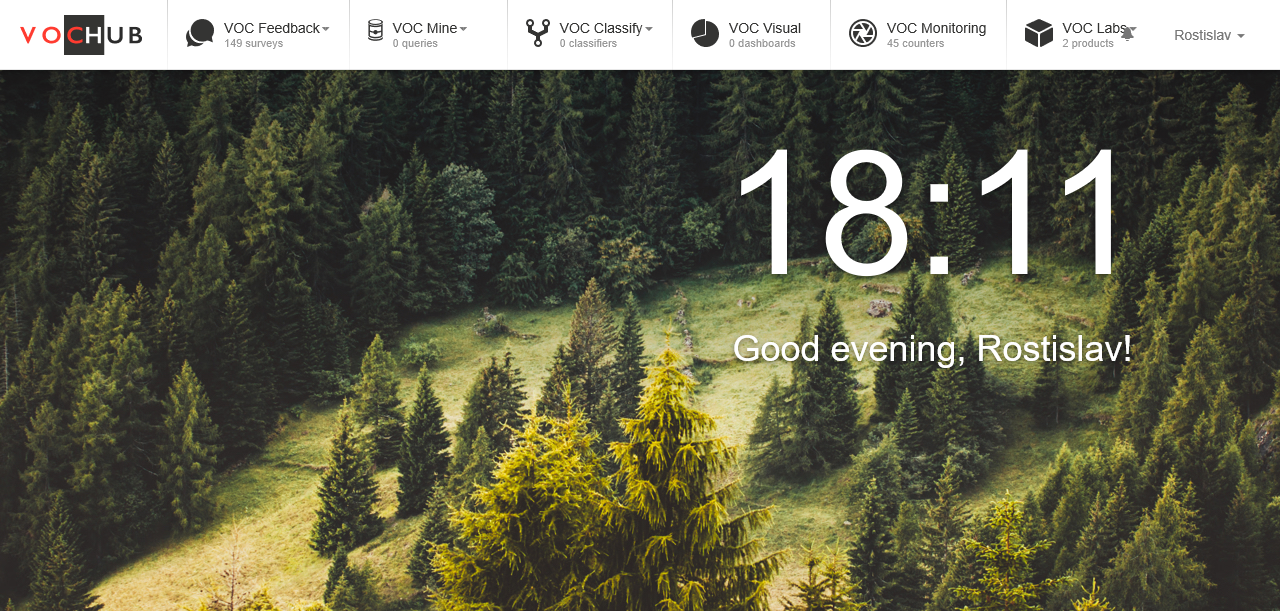 VOCHUB
VOC Feedback
149 surveys
VOC Mine
0 queries
VOC Classify
0 classifiers
VOC Visual
0 dashboards
VOC Monitoring
45 counters
VOC Labs
2 products
Rostislav
18:11
Good evening, Rostislav!